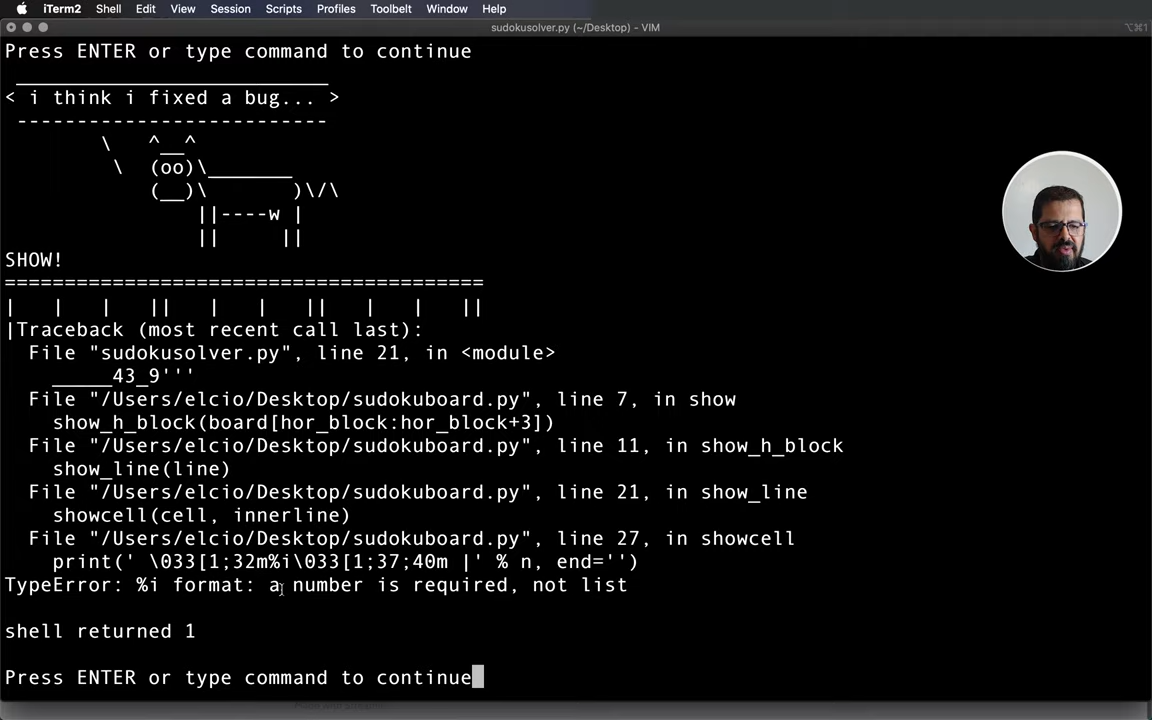 iTerm2 Shell Edit View Session Scripts Profiles Toolbelt Window Help
sudokusolver.py (~/Desktop) - VIM
⌥⌘1
Press ENTER or type command to continue
 __________________________
< i think i fixed a bug... >
 --------------------------
        \   ^__^
         \  (oo)\_______
            (__)\       )\/\
                ||----w |
                ||     ||
SHOW!
========================================
|   |   |   ||   |   |   ||   |   |   ||
|Traceback (most recent call last):
  File "sudokusolver.py", line 21, in <module>
    _____43_9'''
  File "/Users/elcio/Desktop/sudokuboard.py", line 7, in show
    show_h_block(board[hor_block:hor_block+3])
  File "/Users/elcio/Desktop/sudokuboard.py", line 11, in show_h_block
    show_line(line)
  File "/Users/elcio/Desktop/sudokuboard.py", line 21, in show_line
    showcell(cell, innerline)
  File "/Users/elcio/Desktop/sudokuboard.py", line 27, in showcell
    print(' \033[1;32m%i\033[1;37;40m |' % n, end='')
TypeError: %i format: a number is required, not list
shell returned 1
Press ENTER or type command to continue